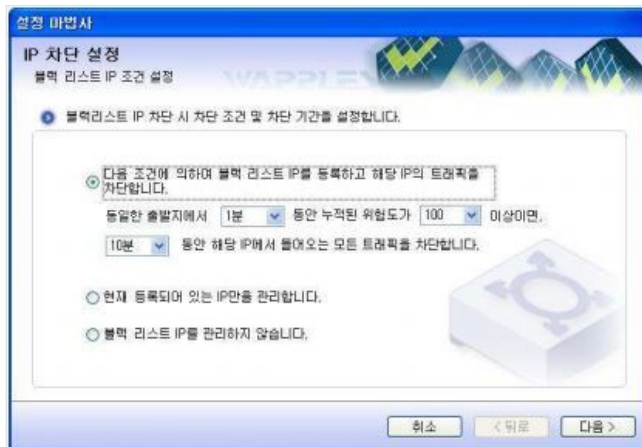 설정 마법사
IP 차단 설정
블랙 리스트 IP 조건 설정
WAPPLES
블랙리스트 IP 차단 시 차단 조건 및 차단 기간을 설정합니다.
다음 조건에 의하여 블랙 리스트 IP를 등록하고 해당 IP의 트래픽을
차단합니다.
동일한 출발지에서 1분 동안 누적된 위험도가 100 이상이면,
10분 동안 해당 IP에서 들어오는 모든 트래픽을 차단합니다.
현재 등록되어 있는 IP만을 관리합니다.
블랙 리스트 IP를 관리하지 않습니다.
취소 < 뒤로 다음 >